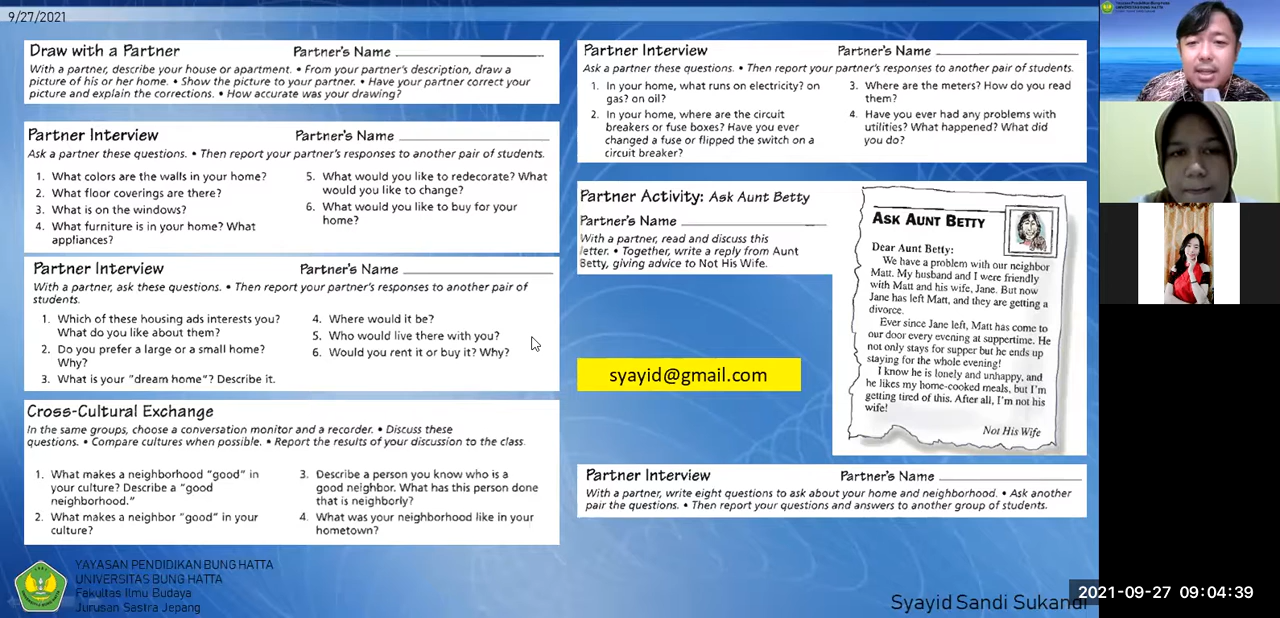 9/27/2021
Draw with a Partner Partner's Name
With a partner, describe your house or apartment. • From your partner's description, draw a
picture of his or her home. • Show the picture to your partner. • Have your partner correct your
picture and explain the corrections. • How accurate was your drawing?
Partner Interview Partner's Name
Ask a partner these questions. • Then report your partner's responses to another pair of students.
1. What colors are the walls in your home?
2. What floor coverings are there?
3. What is on the windows?
4. What furniture is in your home? What
appliances?
5. What would you like to redecorate? What
would you like to change?
6. What would you like to buy for your
home?
Partner Interview Partner's Name
With a partner, ask these questions. • Then report your partner's responses to another pair of
students.
1. Which of these housing ads interests you?
What do you like about them?
2. Do you prefer a large or a small home?
Why?
3. What is your "dream home"? Describe it.
4. Where would it be?
5. Who would live there with you?
6. Would you rent it or buy it? Why?
Cross-Cultural Exchange
In the same groups, choose a conversation monitor and a recorder. • Discuss these
questions. • Compare cultures when possible. • Report the results of your discussion to the class.
1. What makes a neighborhood "good" in
your culture? Describe a "good
neighborhood."
2. What makes a neighbor "good" in your
culture?
3. Describe a person you know who is a
good neighbor. What has this person done
that is neighborly?
4. What was your neighborhood like in your
hometown?
Partner Interview Partner's Name
Ask a partner these questions. • Then report your partner's responses to another pair of students.
1. In your home, what runs on electricity? on
gas? on oil?
2. In your home, where are the circuit
breakers or fuse boxes? Have you ever
changed a fuse or flipped the switch on a
circuit breaker?
3. Where are the meters? How do you read
them?
4. Have you ever had any problems with
utilities? What happened? What did
you do?
Partner Activity: Ask Aunt Betty
Partner's Name
With a partner, read and discuss this
letter. • Together, write a reply from Aunt
Betty, giving advice to Not His Wife.
ASK AUNT BETTY
Dear Aunt Betty:
We have a problem with our neighbor
Matt. My husband and I were friendly
with Matt and his wife, Jane. But now
Jane has left Matt, and they are getting a
divorce.
Ever since Jane left, Matt has come to
our door every evening at suppertime. He
not only stays for supper but he ends up
staying for the whole evening!
I know he is lonely and unhappy, and
he likes my home-cooked meals, but I'm
getting tired of this. After all, I'm not his
wife!
Not His Wife
syayid@gmail.com
Partner Interview Partner's Name
With a partner, write eight questions to ask about your home and neighborhood. • Ask another
pair the questions. • Then report your questions and answers to another group of students.
YAYASAN PENDIDIKAN BUNG HATTA
UNIVERSITAS BUNG HATTA
Fakultas Ilmu Budaya
Jurusan Sastra Jepang
Syayid Sandi Sukandi
2021-09-27 09:04:39